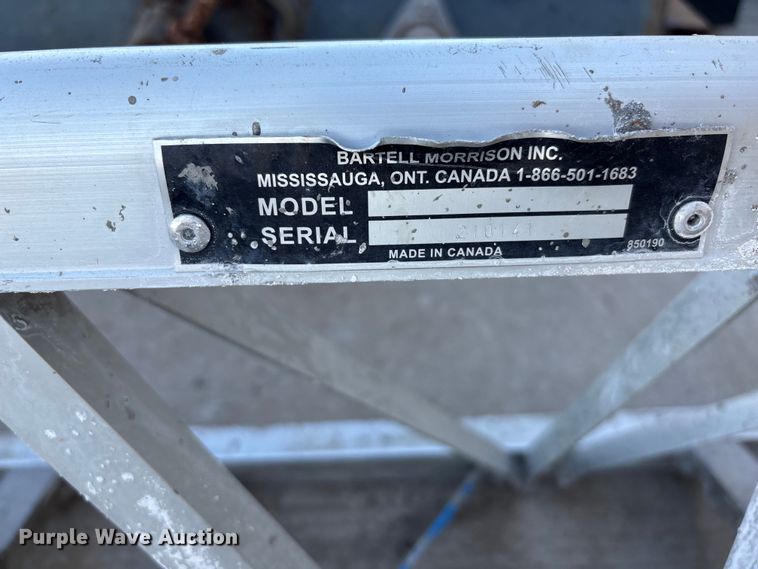 BARTELL MORRISON INC.
MISSISSAUGA, ONT. CANADA 1-866-501-1683
MODEL
SERIAL
MADE IN CANADA
850190
Purple Wave Auction